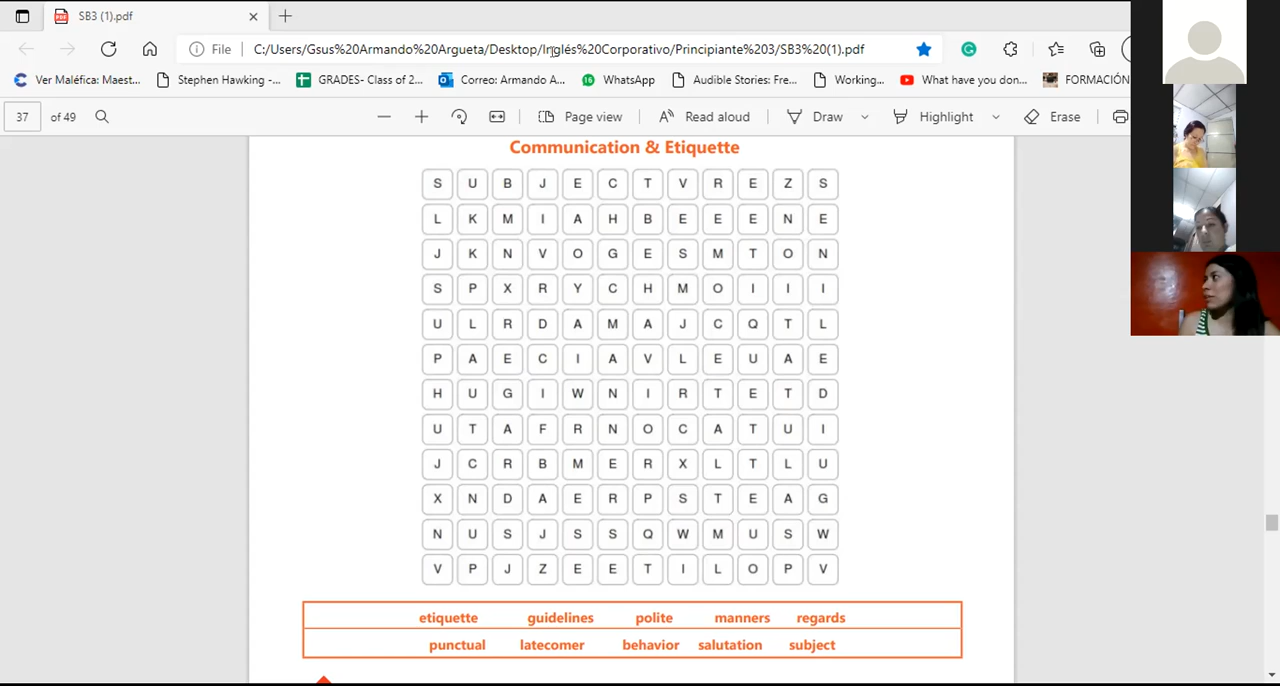 SB3 (1).pdf
File C:/Users/Gsus%20Armando%20Argueta/Desktop/Inglés%20Corporativo/Principiante%203/SB3%20(1).pdf
Ver Maléfica: Maest... Stephen Hawking -... GRADES- Class of 2... Correo: Armando A... WhatsApp Audible Stories: Fre... Working... What have you don... FORMACIÓN
37 of 49 Page view Read aloud Draw Highlight Erase
Communication & Etiquette
S U B J E C T V R E Z S
L K M I A H B E E E N E
J K N V O G E S M T O N
S P X R Y C H M O I I I
U L R D A M A J C Q T L
P A E C I A V L E U A E
H U G I W N I R T E T D
U T A F R N O C A T U I
J C R B M E R X L T L U
X N D A E R P S T E A G
N U S J S S Q W M U S W
V P J Z E E T I L O P V
etiquette guidelines polite manners regards
punctual latecomer behavior salutation subject